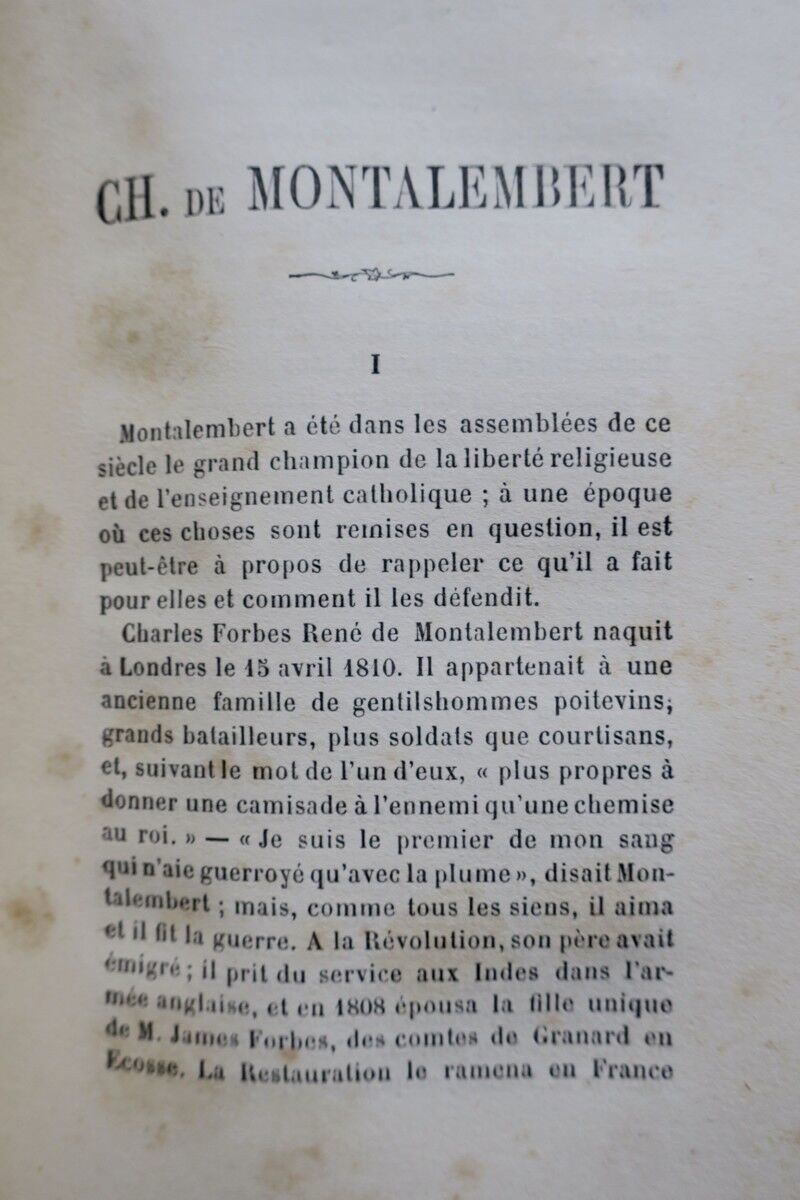 CH. DE MONTALEMBERT
I
Montalembert a été dans les assemblées de ce
siècle le grand champion de la liberté religieuse
et de l'enseignement catholique ; à une époque
où ces choses sont remises en question, il est
peut-être à propos de rappeler ce qu'il a fait
pour elles et comment il les défendit.
Charles Forbes René de Montalembert naquit
à Londres le 15 avril 1810. Il appartenait à une
ancienne famille de gentilshommes poitevins,
grands batailleurs, plus soldats que courtisans,
et, suivant le mot de l'un d'eux, « plus propres à
donner une camisade à l'ennemi qu'une chemise
au roi. » — « Je suis le premier de mon sang
qui n'aie guerroyé qu'avec la plume », disait Mon-
talembert ; mais, comme tous les siens, il aima
et il fit la guerre. A la Révolution, son père avait
émigré ; il prit du service aux Indes dans l'ar-
mée anglaise, et en 1808 épousa la fille unique
de M. James Forbes, des comtes de Granard en
Ecosse. La Restauration le ramena en France